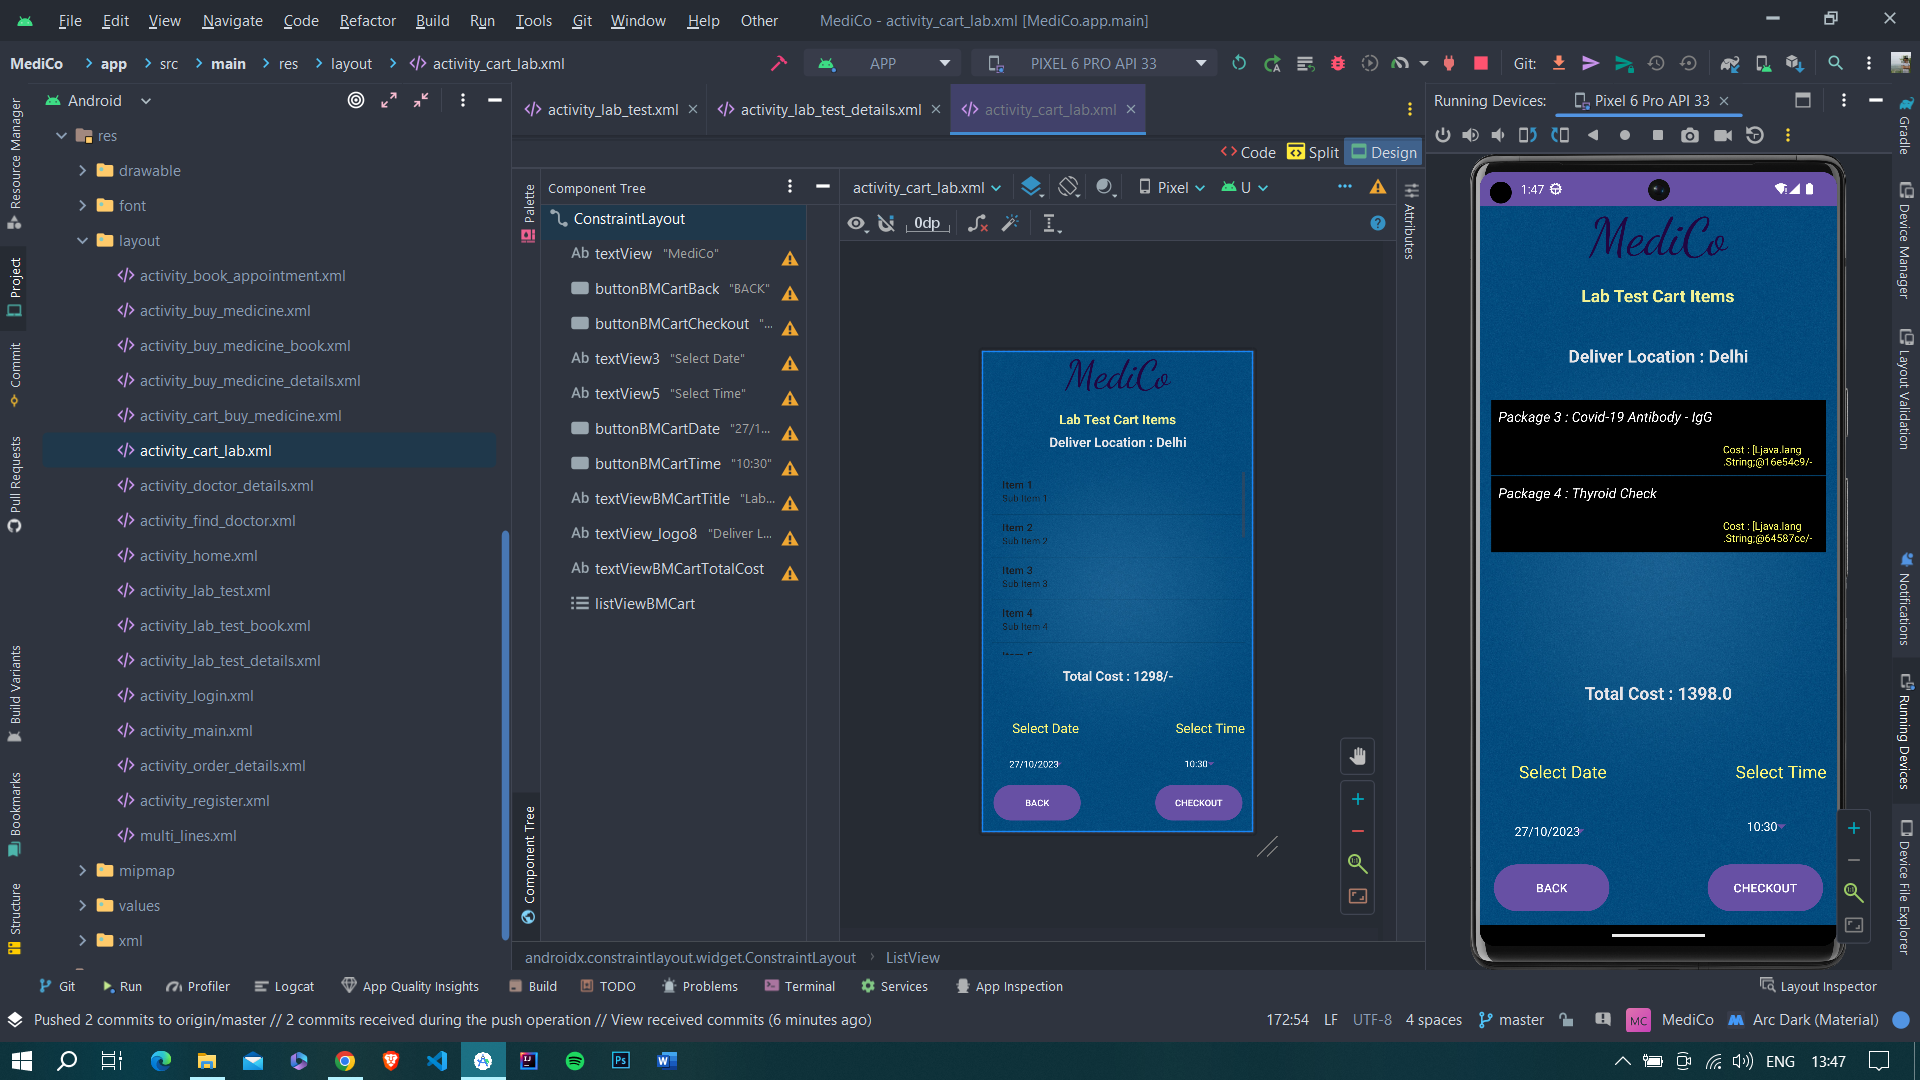 File Edit View Navigate Code Refactor Build Run Tools Git Window Help Other MediCo - activity_cart_lab.xml [MediCo.app.main]
MediCo app src main res layout activity_cart_lab.xml APP PIXEL 6 PRO API 33 Git:
Android
activity_lab_test.xml activity_lab_test_details.xml activity_cart_lab.xml
Running Devices: Pixel 6 Pro API 33
Code Split Design
Resource Manager
Project
Commit
Pull Requests
Build Variants
Bookmarks
Structure
res
drawable
font
layout
activity_book_appointment.xml
activity_buy_medicine.xml
activity_buy_medicine_book.xml
activity_buy_medicine_details.xml
activity_cart_buy_medicine.xml
activity_cart_lab.xml
activity_doctor_details.xml
activity_find_doctor.xml
activity_home.xml
activity_lab_test.xml
activity_lab_test_book.xml
activity_lab_test_details.xml
activity_login.xml
activity_main.xml
activity_order_details.xml
activity_register.xml
multi_lines.xml
mipmap
values
xml
Palette
Component Tree
Component Tree
ConstraintLayout
Ab textView "MediCo"
buttonBMCartBack "BACK"
buttonBMCartCheckout "...
Ab textView3 "Select Date"
Ab textView5 "Select Time"
buttonBMCartDate "27/1...
buttonBMCartTime "10:30"
Ab textViewBMCartTitle "Lab...
Ab textView_logo8 "Deliver L...
Ab textViewBMCartTotalCost
listViewBMCart
activity_cart_lab.xml Pixel U
0dp
Attributes
MediCo
Lab Test Cart Items
Deliver Location : Delhi
Item 1
Sub Item 1
Item 2
Sub Item 2
Item 3
Sub Item 3
Item 4
Sub Item 4
Total Cost : 1298/-
Select Date Select Time
27/10/2023 10:30
BACK CHECKOUT
1:47
MediCo
Lab Test Cart Items
Deliver Location : Delhi
Package 3 : Covid-19 Antibody - IgG
Cost : [Ljava.lang
.String;@16e54c9/-
Package 4 : Thyroid Check
Cost : [Ljava.lang
.String;@64587ce/-
Total Cost : 1398.0
Select Date Select Time
27/10/2023 10:30
BACK CHECKOUT
Gradle
Device Manager
Layout Validation
Notifications
Running Devices
Device File Explorer
androidx.constraintlayout.widget.ConstraintLayout ListView
Git Run Profiler Logcat App Quality Insights Build TODO Problems Terminal Services App Inspection Layout Inspector
Pushed 2 commits to origin/master // 2 commits received during the push operation // View received commits (6 minutes ago) 172:54 LF UTF-8 4 spaces master MC MediCo Arc Dark (Material)
Ps
ENG 13:47